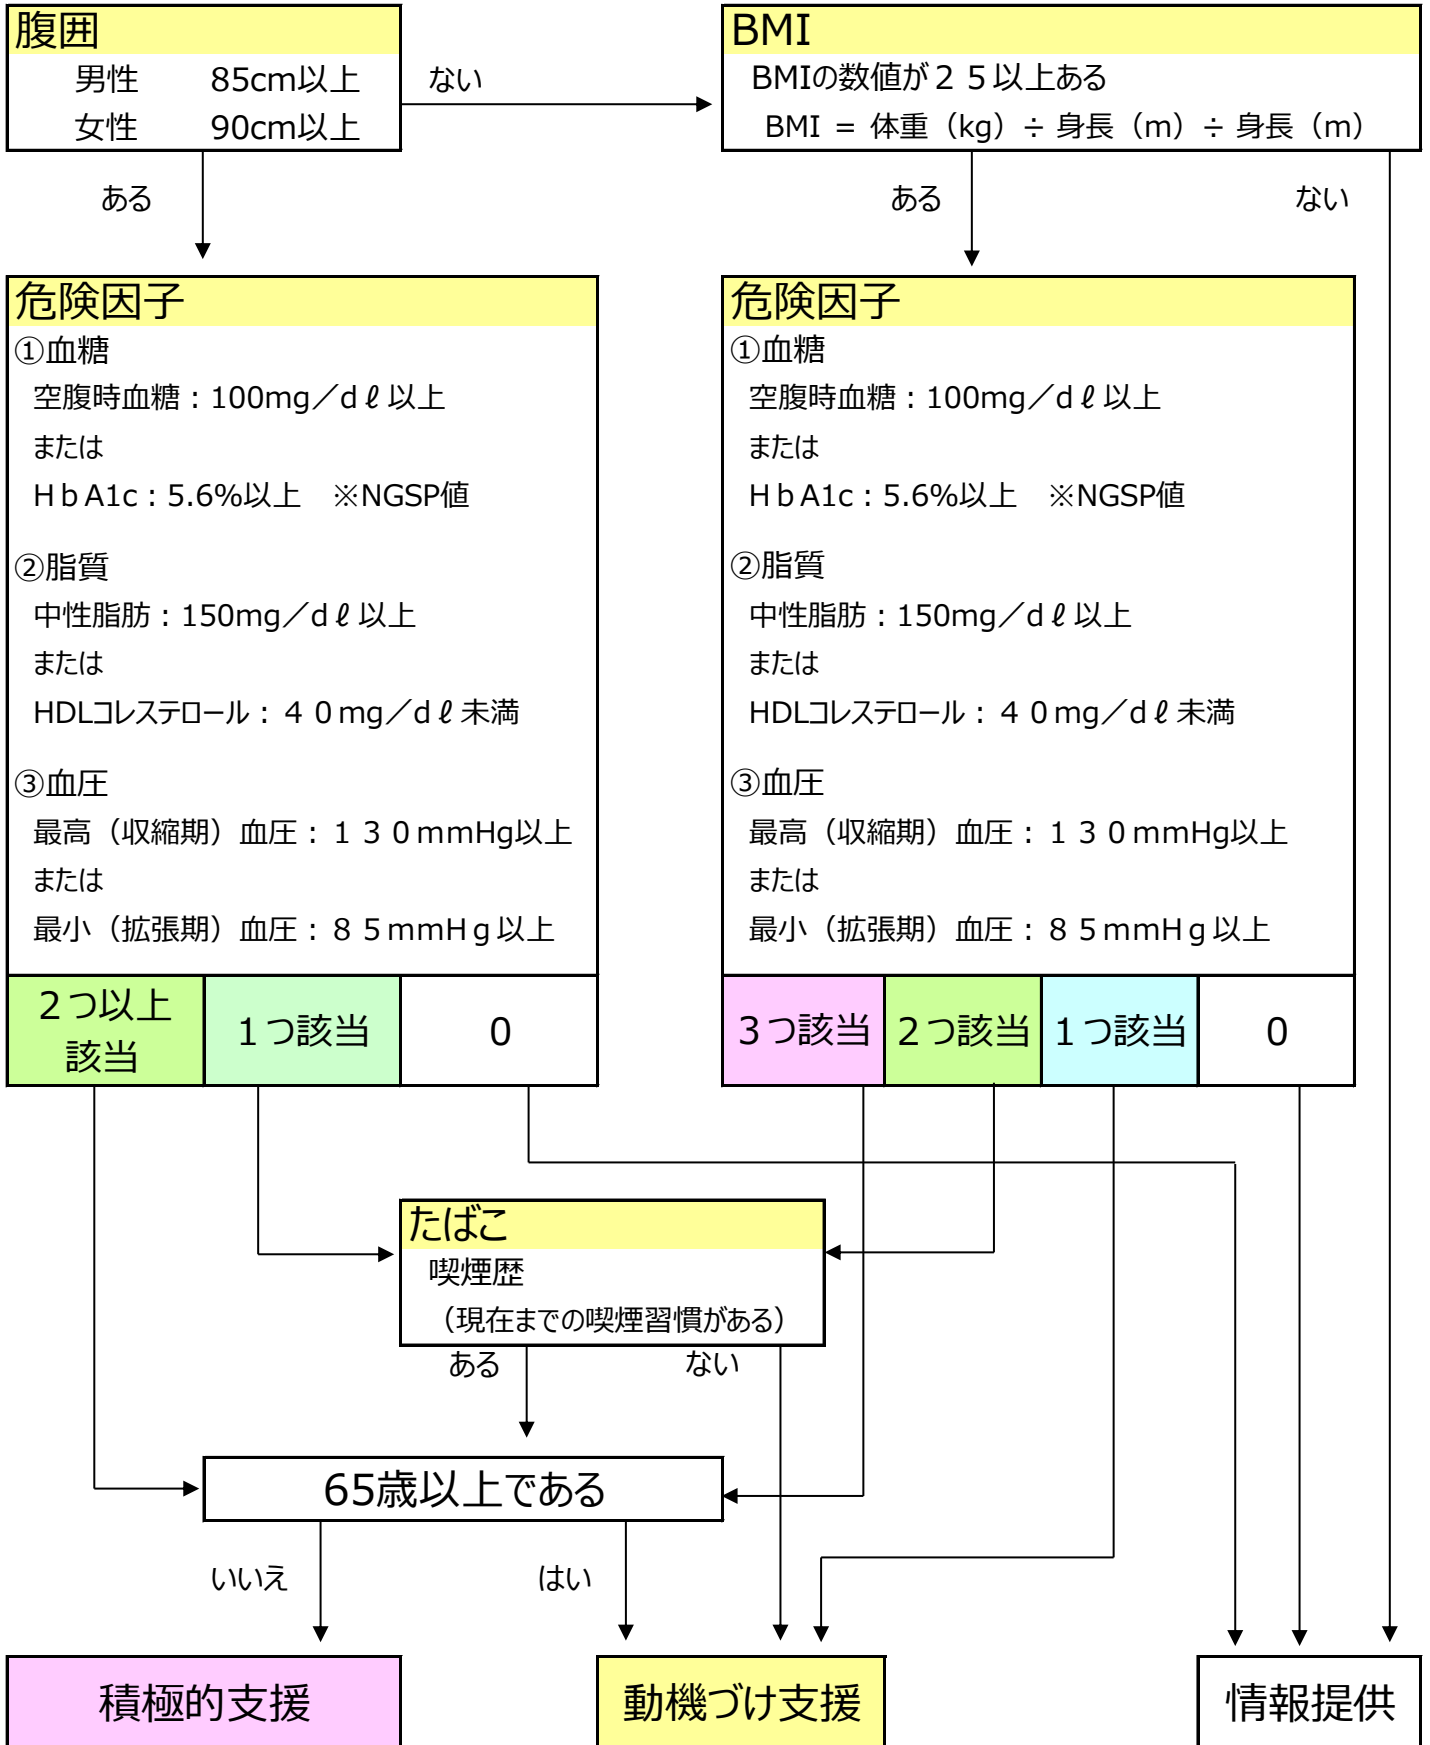 腹囲
男性 85cm以上
女性 90cm以上
ない
BMI
BMIの数値が２５以上ある
BMI = 体重（kg）÷ 身長（m）÷ 身長（m）
ある
ある
ない
危険因子
①血糖
空腹時血糖：100mg／dℓ以上
または
HｂA1c：5.6%以上 ※NGSP値
②脂質
中性脂肪：150mg／dℓ以上
または
HDLコレステロール：４０mg／dℓ未満
③血圧
最高（収縮期）血圧：１３０mmHg以上
または
最小（拡張期）血圧：８５mmHｇ以上
２つ以上
該当
１つ該当
0
危険因子
①血糖
空腹時血糖：100mg／dℓ以上
または
HｂA1c：5.6%以上 ※NGSP値
②脂質
中性脂肪：150mg／dℓ以上
または
HDLコレステロール：４０mg／dℓ未満
③血圧
最高（収縮期）血圧：１３０mmHg以上
または
最小（拡張期）血圧：８５mmHｇ以上
３つ該当
２つ該当
１つ該当
0
たばこ
喫煙歴
（現在までの喫煙習慣がある）
ある
ない
65歳以上である
いいえ
はい
積極的支援
動機づけ支援
情報提供